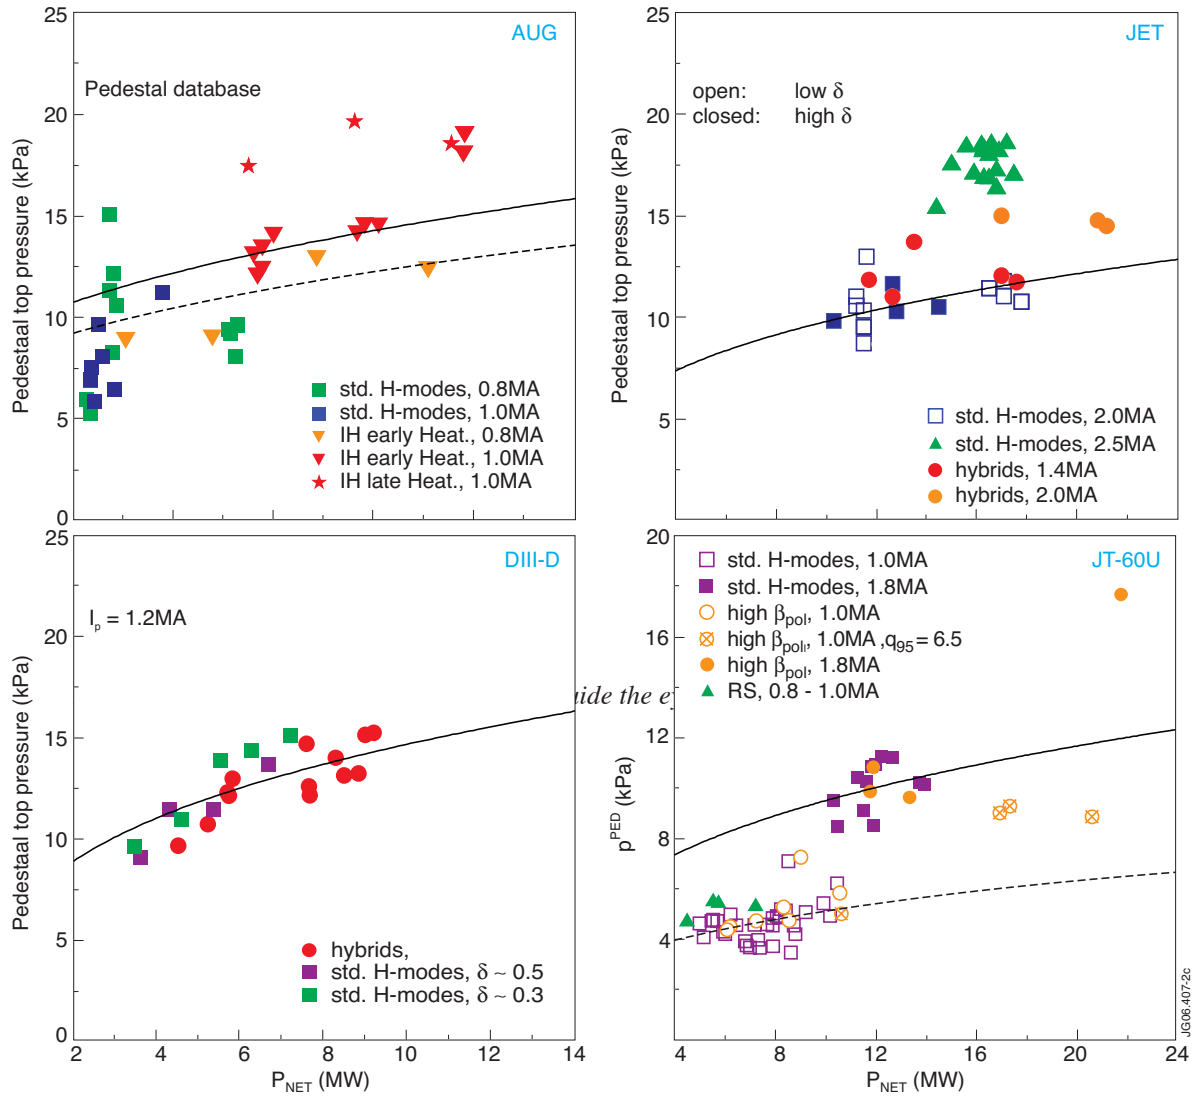 25
20
15
10
5
0
Pedestaal top pressure (kPa)
AUG
Pedestal database
std. H-modes, 0.8MA
std. H-modes, 1.0MA
IH early Heat., 0.8MA
IH early Heat., 1.0MA
IH late Heat., 1.0MA
25
20
15
10
5
0
Pedestaal top pressure (kPa)
JET
open: low δ
closed: high δ
std. H-modes, 2.0MA
std. H-modes, 2.5MA
hybrids, 1.4MA
hybrids, 2.0MA
25
20
15
10
5
0
Pedestaal top pressure (kPa)
DIII-D
Ip = 1.2MA
hybrids,
std. H-modes, δ ~ 0.5
std. H-modes, δ ~ 0.3
2 4 6 8 10 12 14
PNET (MW)
ide the e
20
16
12
8
4
pPED (kPa)
JT-60U
std. H-modes, 1.0MA
std. H-modes, 1.8MA
high βpol, 1.0MA
high βpol, 1.0MA ,q95 = 6.5
high βpol, 1.8MA
RS, 0.8 - 1.0MA
4 8 12 16 20 24
PNET (MW)
JG06.407-2c